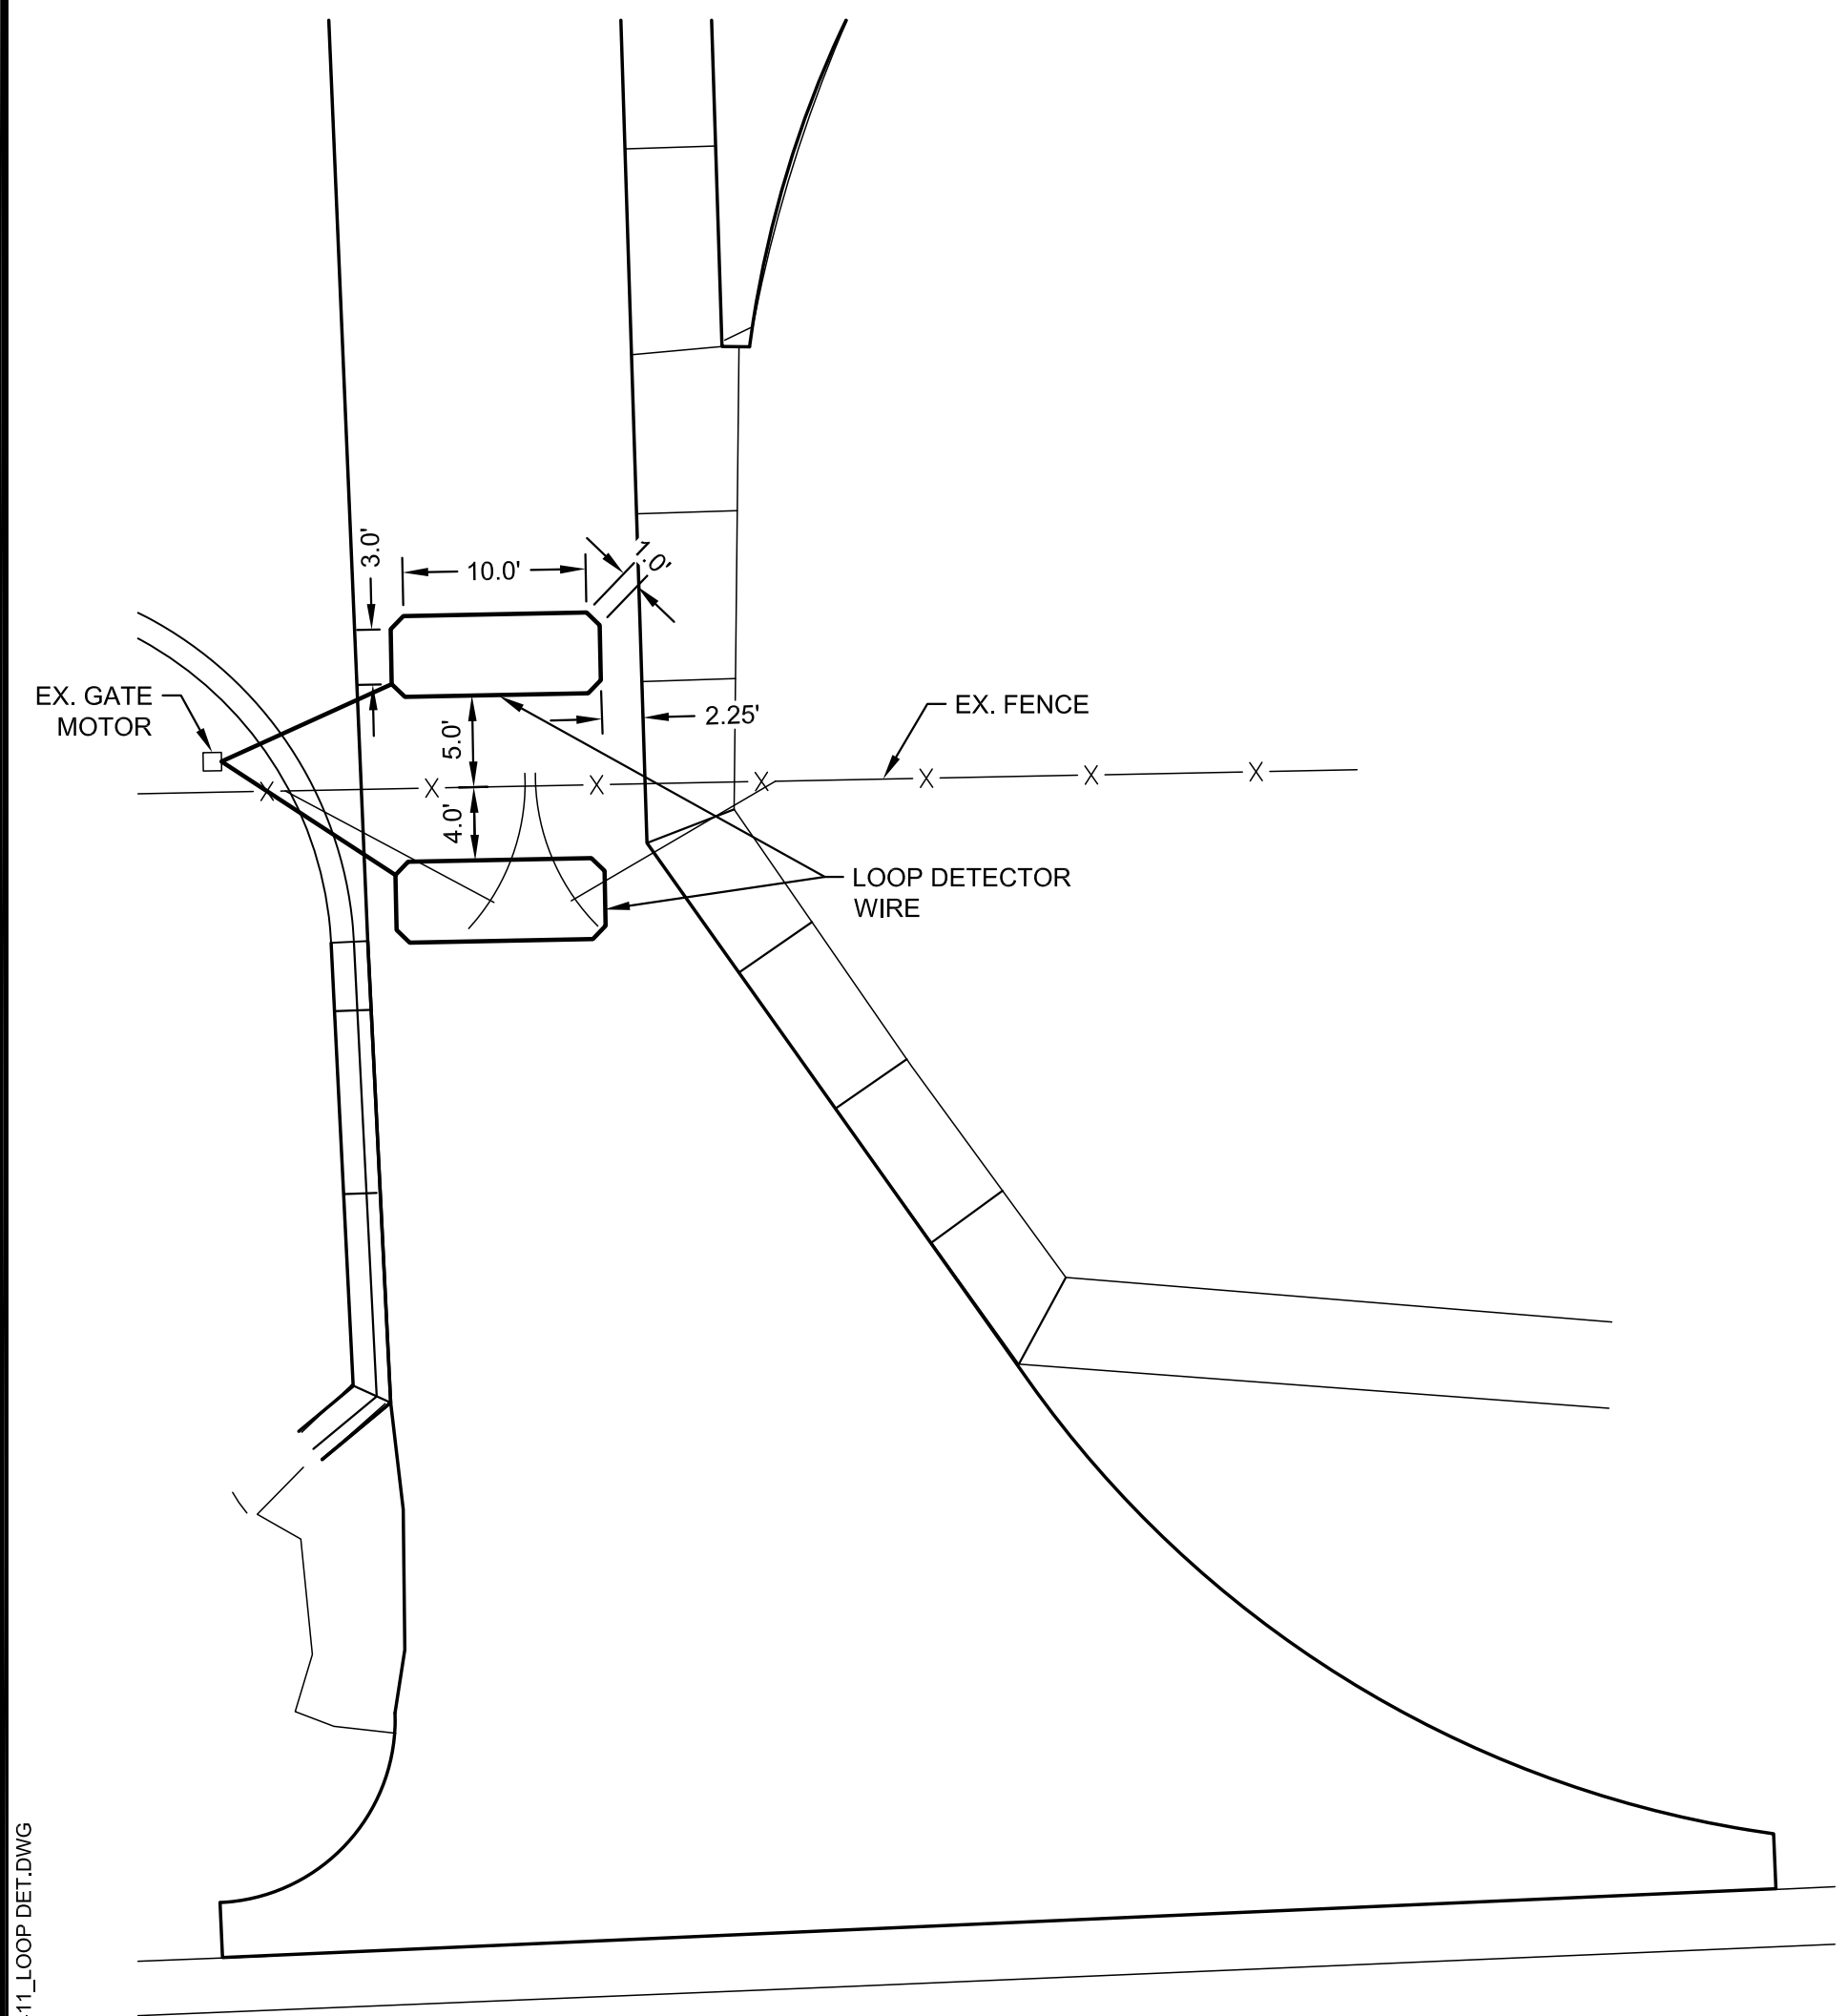 3.0'
10.0'
1.0'
EX. GATE
MOTOR
5.0'
2.25'
EX. FENCE
4.0'
LOOP DETECTOR
WIRE
11_LOOP DET.DWG